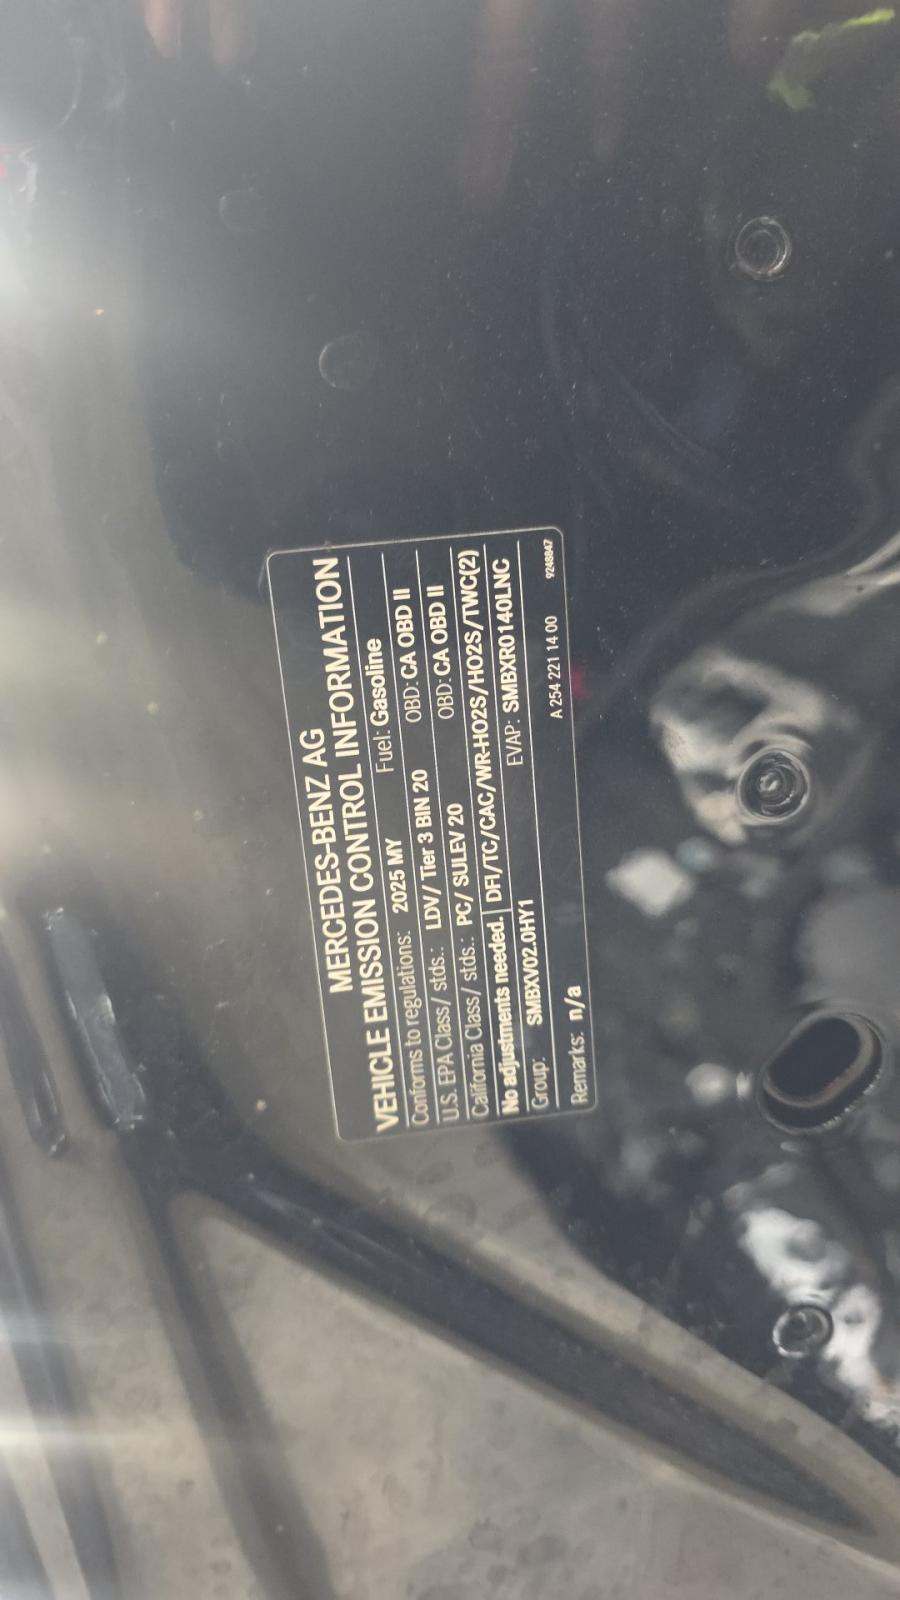 MERCEDES-BENZ AG
VEHICLE EMISSION CONTROL INFORMATION
Conforms to regulations: 2025 MY Fuel: Gasoline
U.S. EPA Class/ stds.: LDV/ Tier 3 BIN 20 OBD: CA OBD II
California Class/ stds.: PC/ SULEV 20 OBD: CA OBD II
No adjustments needed. DFI/TC/CAC/WR-HO2S/HO2S/TWC(2)
Group: SMBXV02.0HY1 EVAP: SMBXR0140LNC
Remarks: n/a A 254 221 14 00 9248847